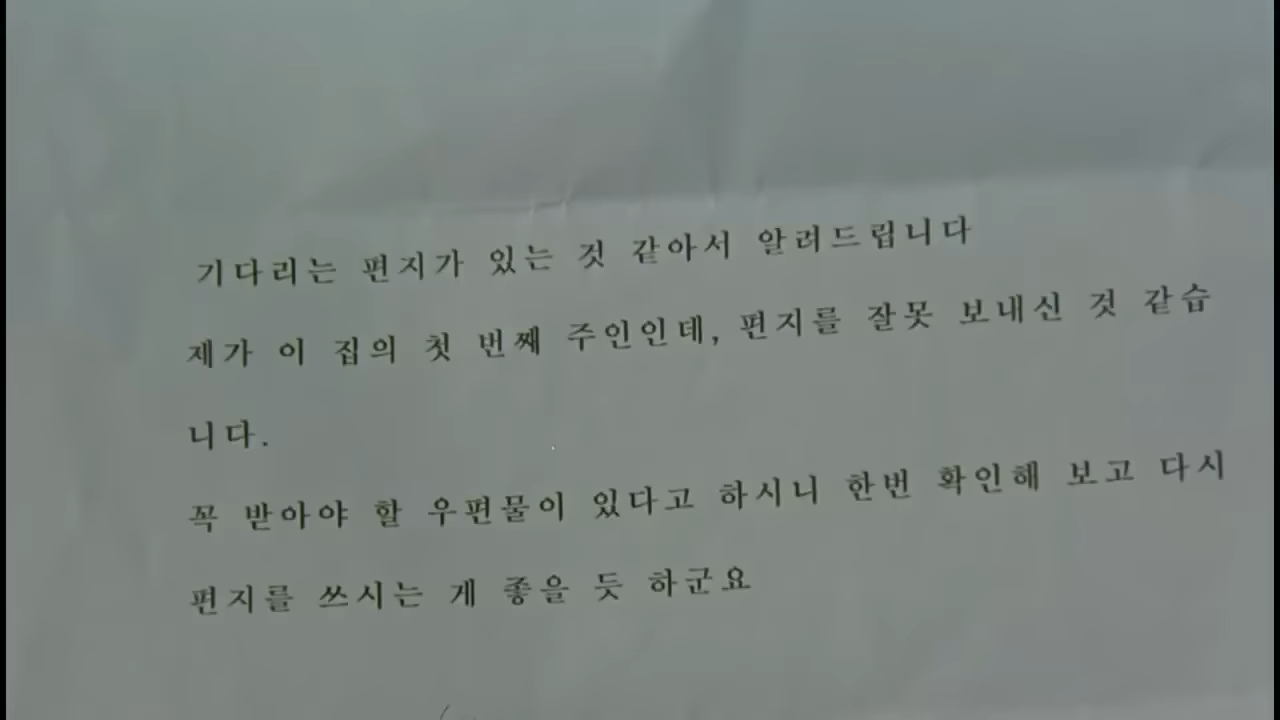 기다리는 편지가 있는 것 같아서 알려드립니다
제가 이 집의 첫 번째 주인인데, 편지를 잘못 보내신 것 같습
니다.
꼭 받아야 할 우편물이 있다고 하시니 한번 확인해 보고 다시
편지를 쓰시는 게 좋을 듯 하군요